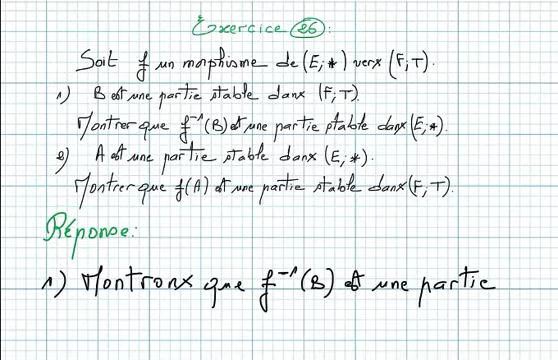 Exercice 26
Soit f un morphisme de (E; *) vers (F, T).
1) B est une partie stable dans (F, T).
Montrer que f⁻¹(B) est une partie stable dans (E; *).
2) A est une partie stable dans (E; *).
Montrer que f(A) est une partie stable dans (F, T).
Réponse:
1) Montrons que f⁻¹(B) est une partie